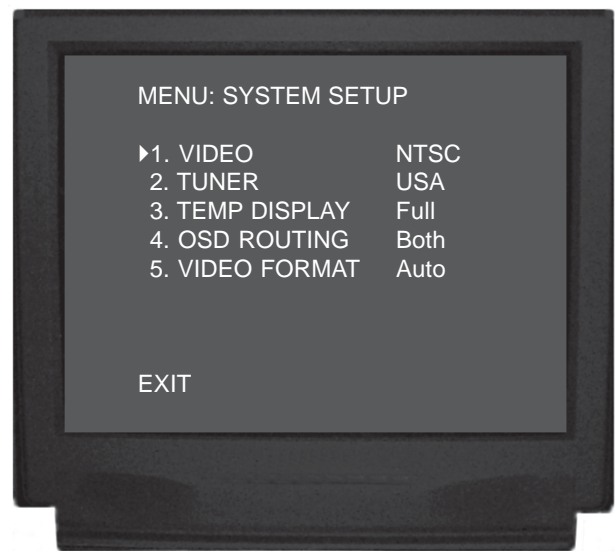 MENU: SYSTEM SETUP
1. VIDEO NTSC
2. TUNER USA
3. TEMP DISPLAY Full
4. OSD ROUTING Both
5. VIDEO FORMAT Auto
EXIT